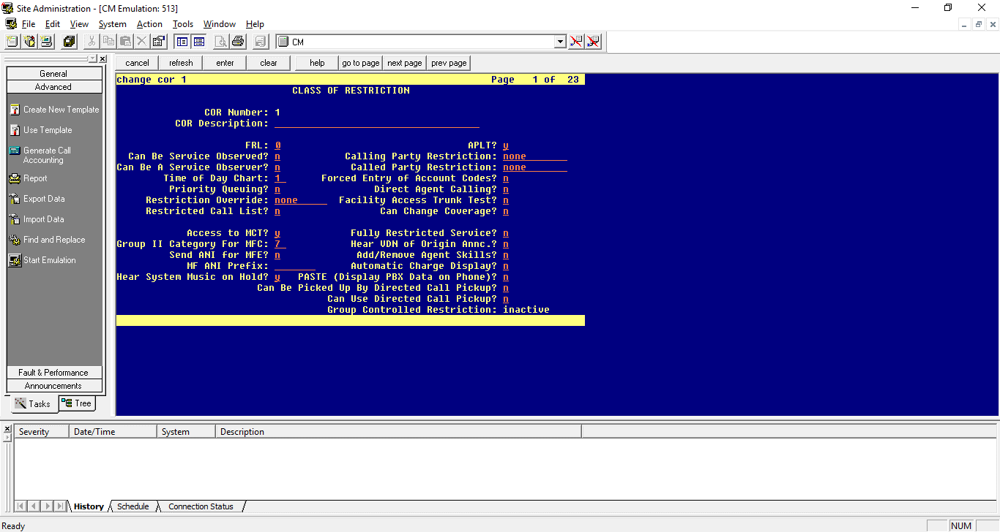 Site Administration - [CM Emulation: 513]
File Edit View System Action Tools Window Help
CM
General
Advanced
Create New Template
Use Template
Generate Call
Accounting
Report
Export Data
Import Data
Find and Replace
Start Emulation
Fault & Performance
Announcements
Tasks Tree
cancel refresh enter clear help go to page next page prev page
change cor 1 Page 1 of 23
CLASS OF RESTRICTION
COR Number: 1
COR Description:
FRL: 0 APLT? y
Can Be Service Observed? n Calling Party Restriction: none
Can Be A Service Observer? n Called Party Restriction: none
Time of Day Chart: 1 Forced Entry of Account Codes? n
Priority Queuing? n Direct Agent Calling? n
Restriction Override: none Facility Access Trunk Test? n
Restricted Call List? n Can Change Coverage? n
Access to MCT? y Fully Restricted Service? n
Group II Category For MFC: 7 Hear VDN of Origin Annc.? n
Send ANI for MFE? n Add/Remove Agent Skills? n
MF ANI Prefix: Automatic Charge Display? n
Hear System Music on Hold? y PASTE (Display PBX Data on Phone)? n
Can Be Picked Up By Directed Call Pickup? n
Can Use Directed Call Pickup? n
Group Controlled Restriction: inactive
Severity Date/Time System Description
History Schedule Connection Status
Ready NUM